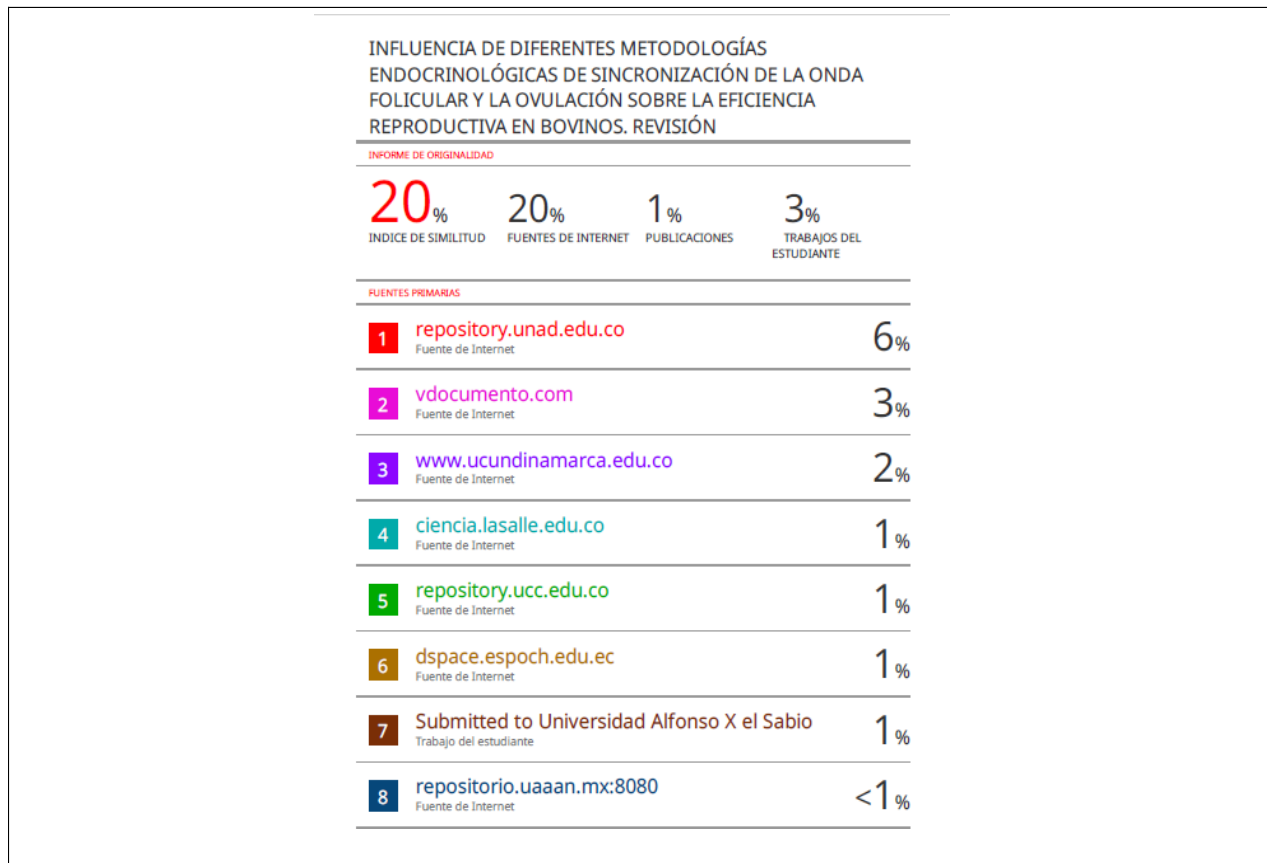 INFLUENCIA DE DIFERENTES METODOLOGÍAS
ENDOCRINOLÓGICAS DE SINCRONIZACIÓN DE LA ONDA
FOLICULAR Y LA OVULACIÓN SOBRE LA EFICIENCIA
REPRODUCTIVA EN BOVINOS. REVISIÓN
INFORME DE ORIGINALIDAD
20% 20% 1% 3%
INDICE DE SIMILITUD FUENTES DE INTERNET PUBLICACIONES TRABAJOS DEL
ESTUDIANTE
FUENTES PRIMARIAS
1 repository.unad.edu.co 6%
Fuente de Internet
2 vdocumento.com 3%
Fuente de Internet
3 www.ucundinamarca.edu.co 2%
Fuente de Internet
4 ciencia.lasalle.edu.co 1%
Fuente de Internet
5 repository.ucc.edu.co 1%
Fuente de Internet
6 dspace.espoch.edu.ec 1%
Fuente de Internet
7 Submitted to Universidad Alfonso X el Sabio 1%
Trabajo del estudiante
8 repositorio.uaaan.mx:8080 <1%
Fuente de Internet